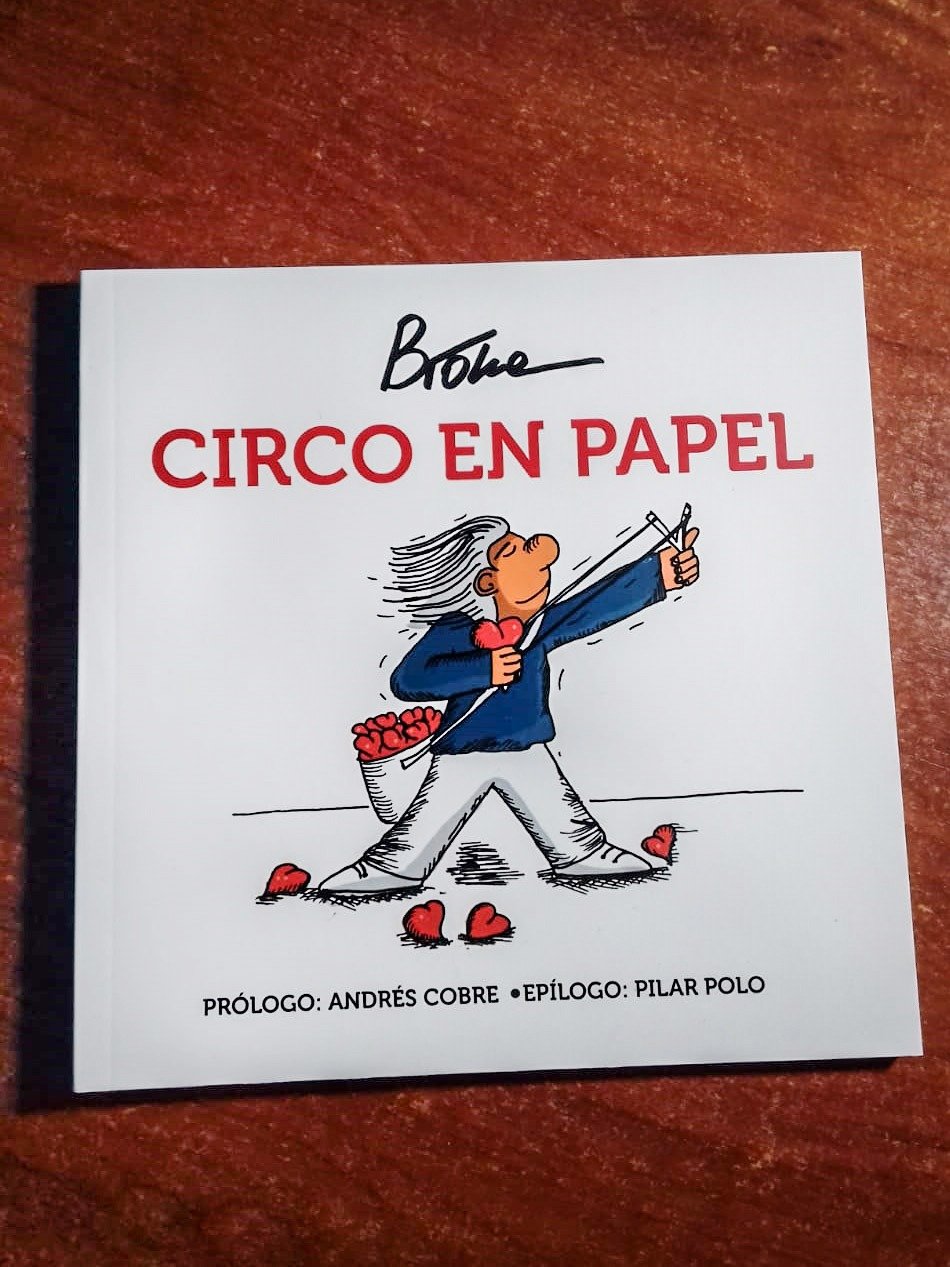 Broke
CIRCO EN PAPEL
PRÓLOGO: ANDRÉS COBRE • EPÍLOGO: PILAR POLO